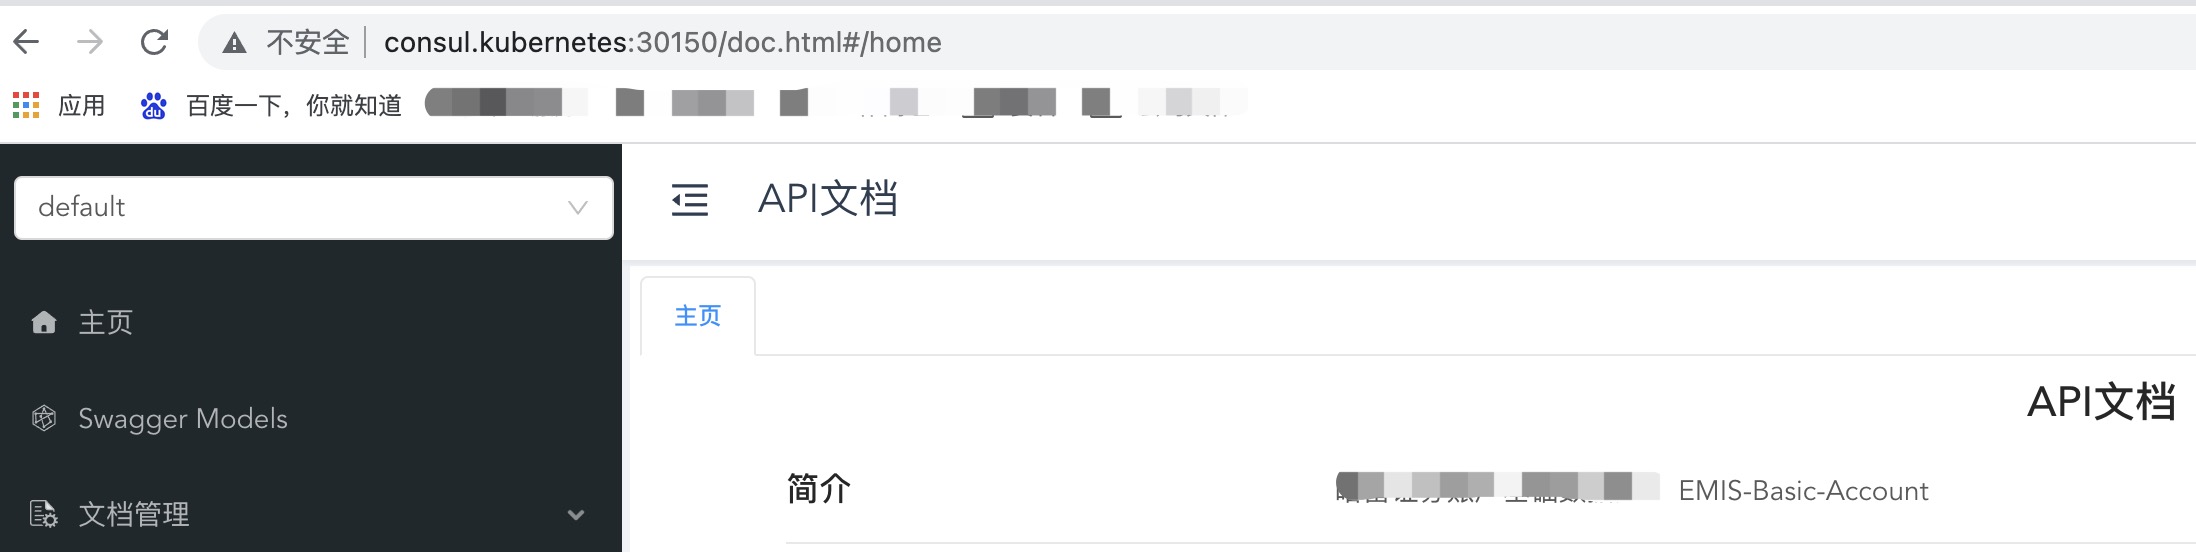 不安全 consul.kubernetes:30150/doc.html#/home
应用 百度一下，你就知道
default
API文档
主页
主页
Swagger Models
API文档
简介 EMIS-Basic-Account
文档管理